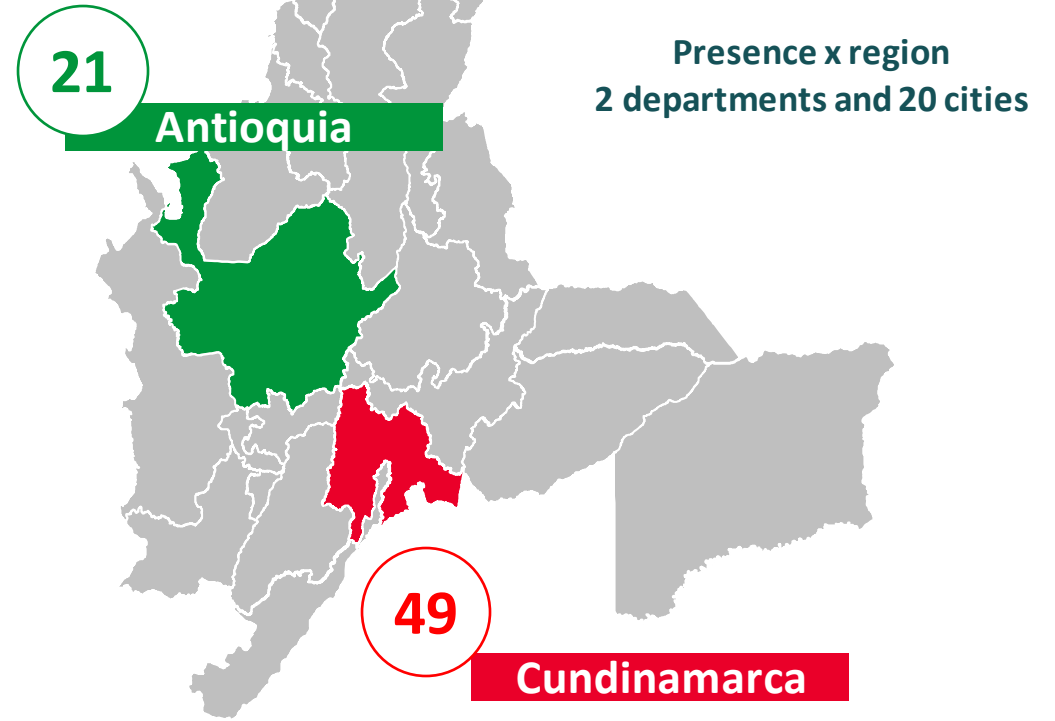 21
Antioquia
Presence x region
2 departments and 20 cities
49
Cundinamarca